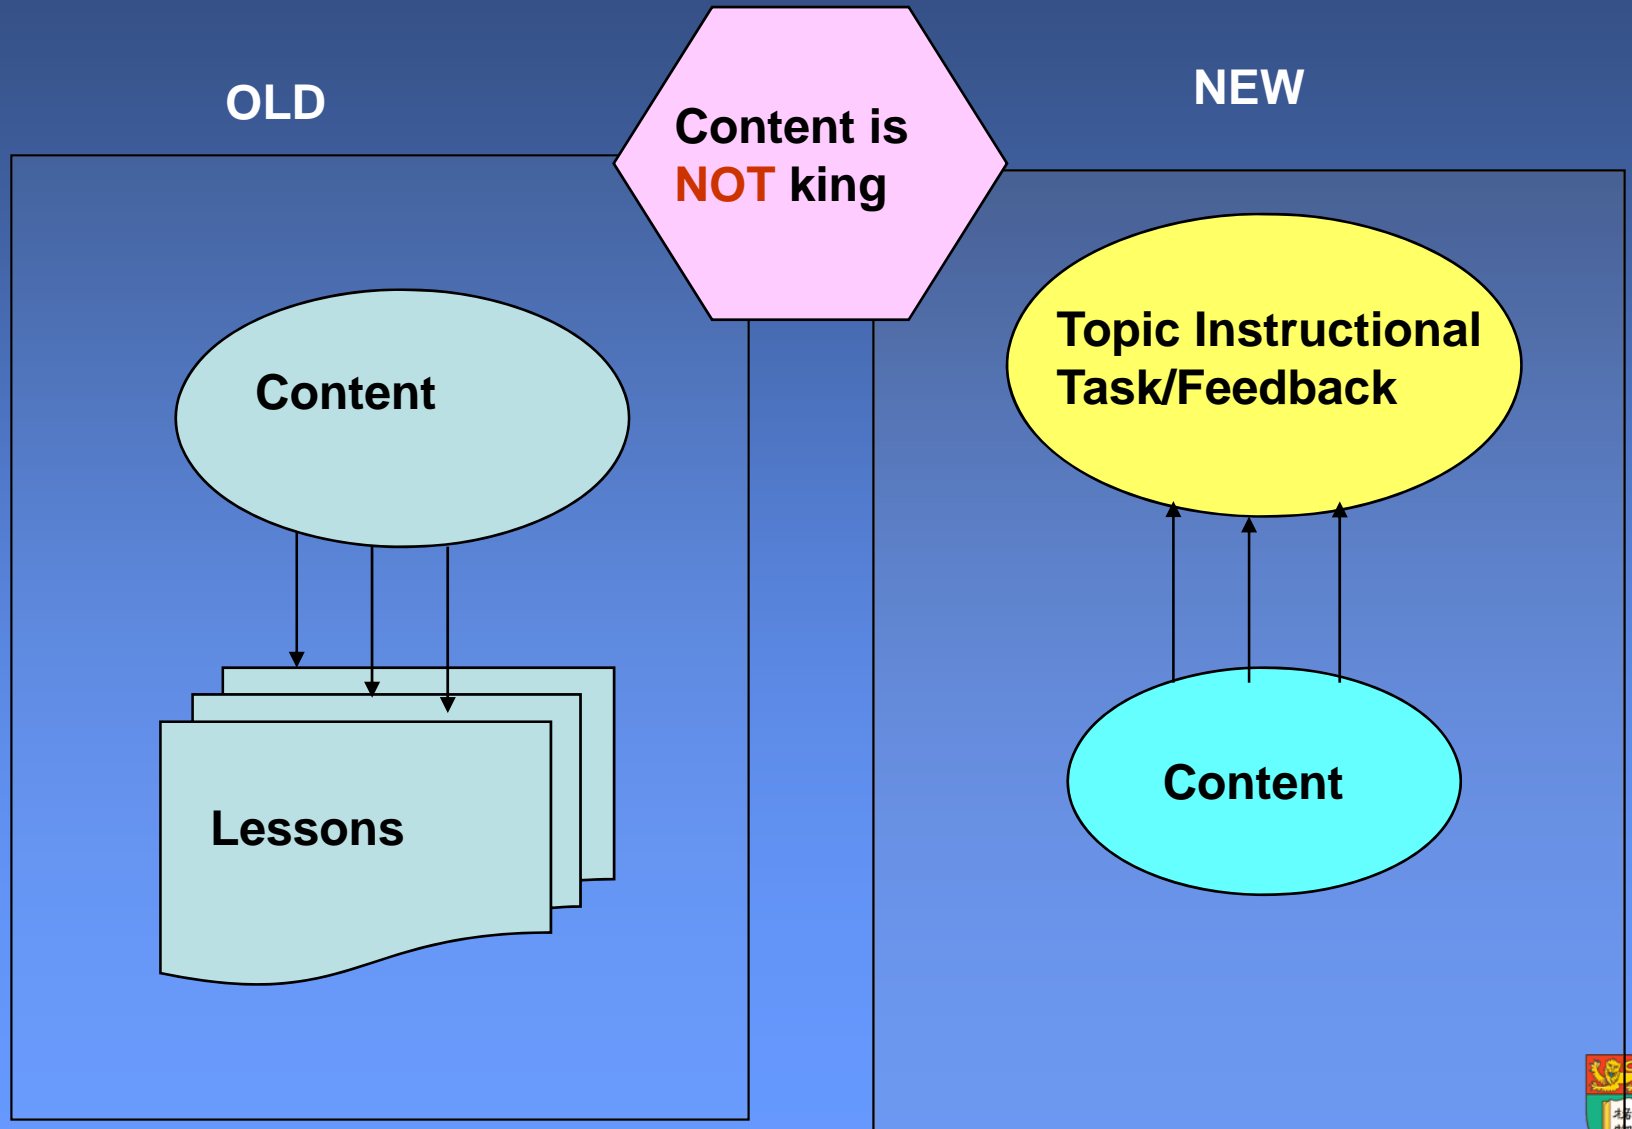 OLD
NEW
Content is
NOT king
Content
Lessons
Topic Instructional
Task/Feedback
Content